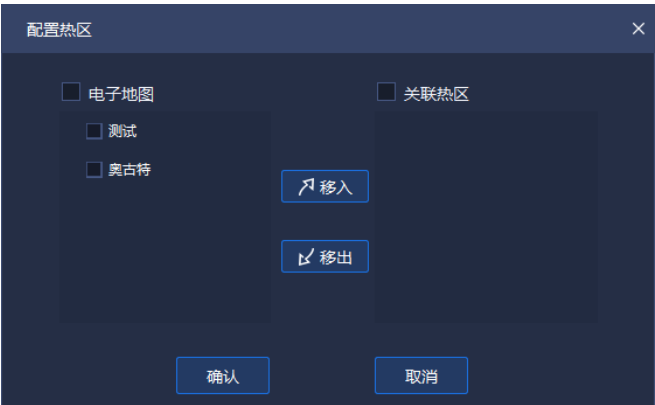 配置热区
电子地图
关联热区
测试
奥古特
移入
移出
确认
取消